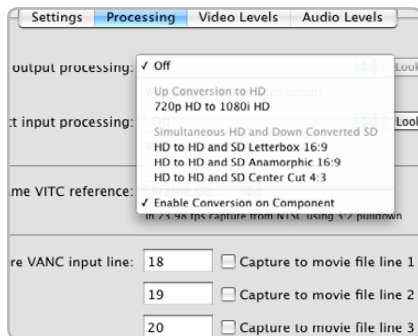 Settings Processing Video Levels Audio Levels
output processing: ✓ Off Look
Up Conversion to HD
720p HD to 1080i HD
ct input processing: Look
Simultaneous HD and Down Converted SD
HD to HD and SD Letterbox 16:9
HD to HD and SD Anamorphic 16:9
HD to HD and SD Center Cut 4:3
me VITC reference:
✓ Enable Conversion on Component
in 23.98 fps capture from NTSC using 3:2 pulldown
re VANC input line: 18 Capture to movie file line 1
19 Capture to movie file line 2
20 Capture to movie file line 3